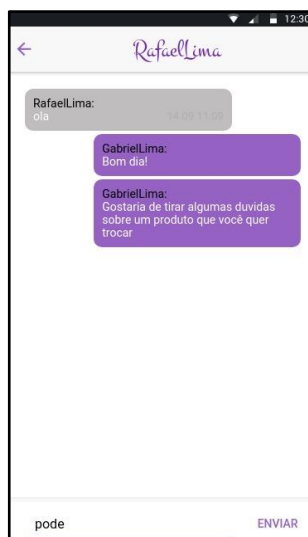 12:30
RafaelLima
RafaelLima:
ola 14.09 11:09
GabrielLima:
Bom dia!
GabrielLima:
Gostaria de tirar algumas duvidas
sobre um produto que você quer
trocar
pode ENVIAR